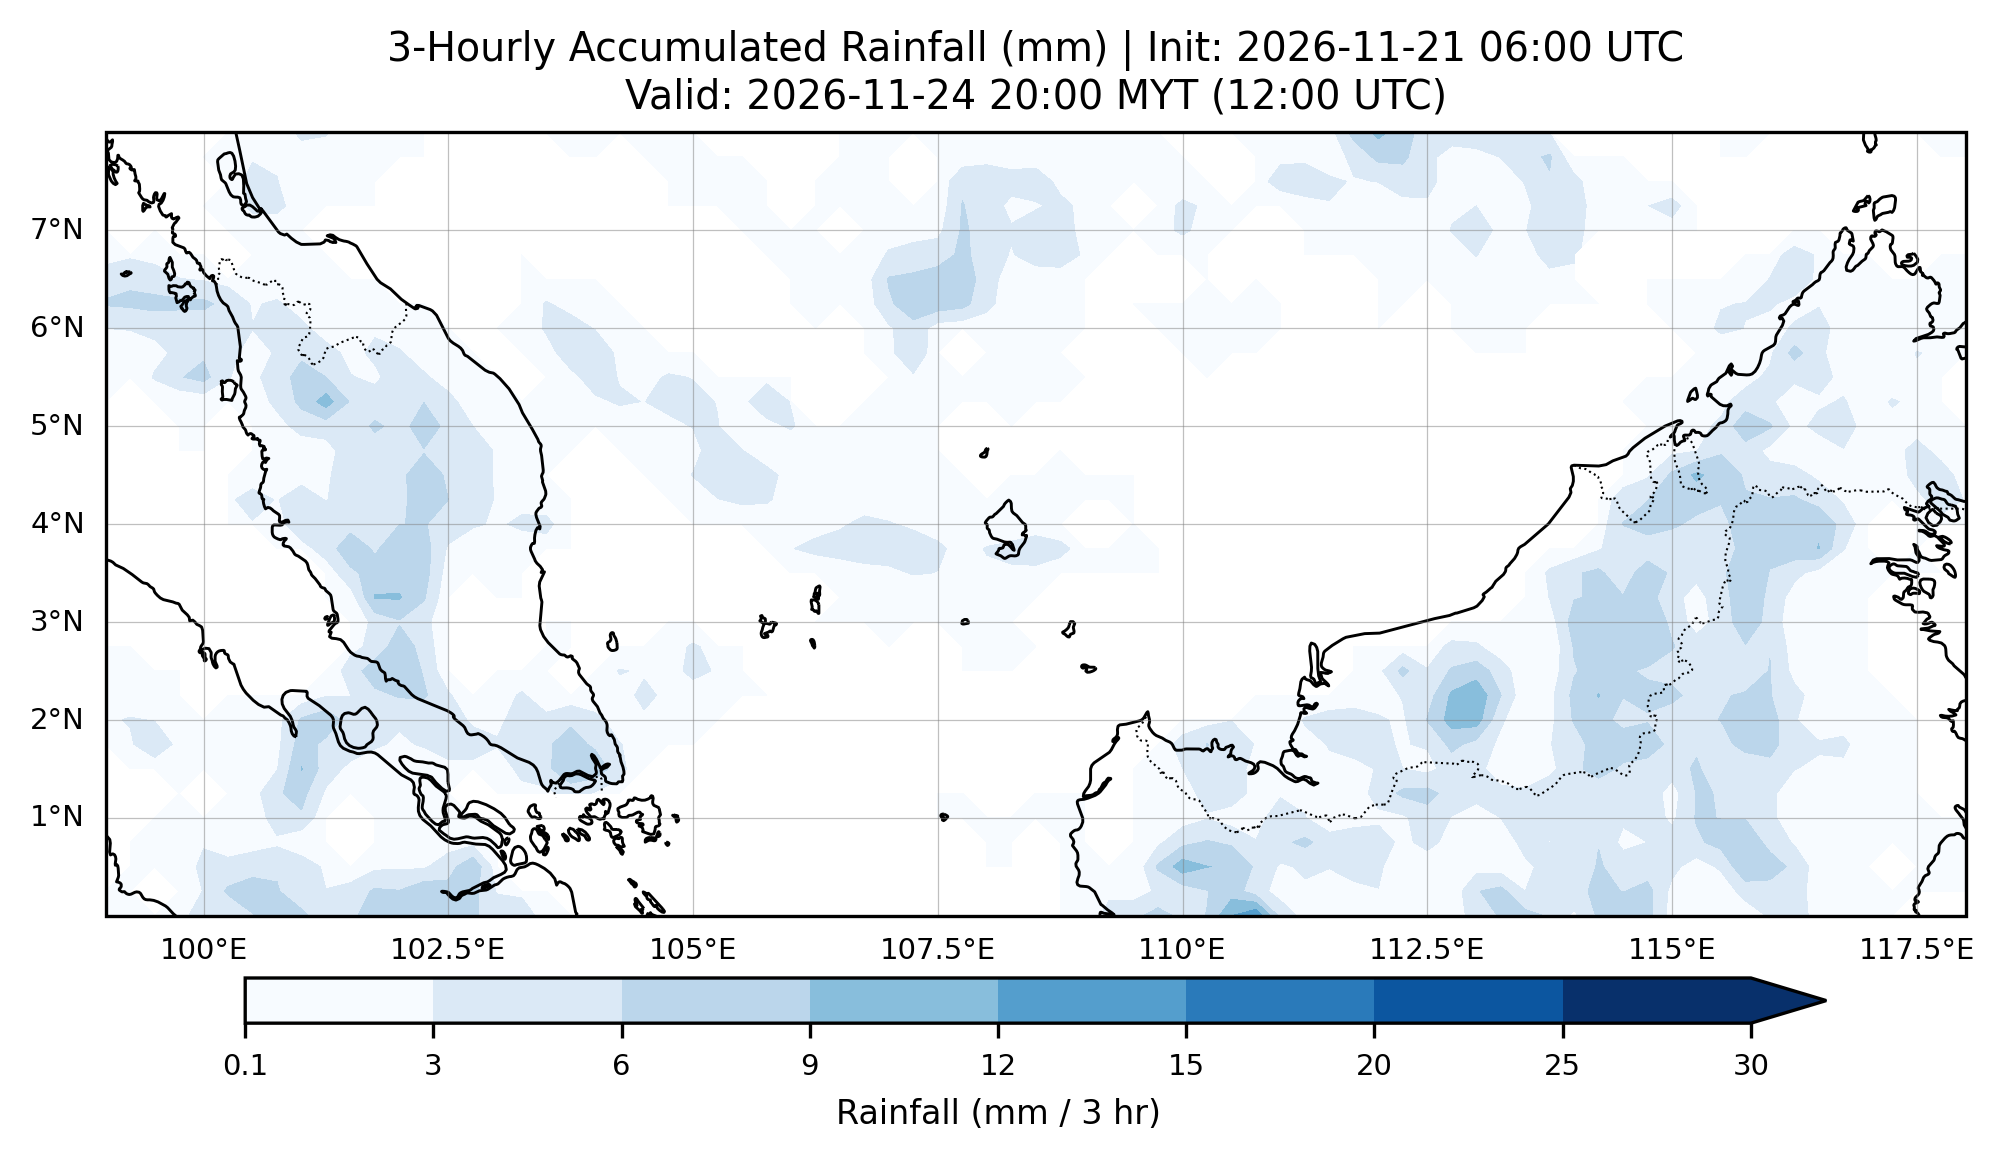 3-Hourly Accumulated Rainfall (mm) | Init: 2026-11-21 06:00 UTC
Valid: 2026-11-24 20:00 MYT (12:00 UTC)
7°N
6°N
5°N
4°N
3°N
2°N
1°N
100°E 102.5°E 105°E 107.5°E 110°E 112.5°E 115°E 117.5°E
0.1 3 6 9 12 15 20 25 30
Rainfall (mm / 3 hr)